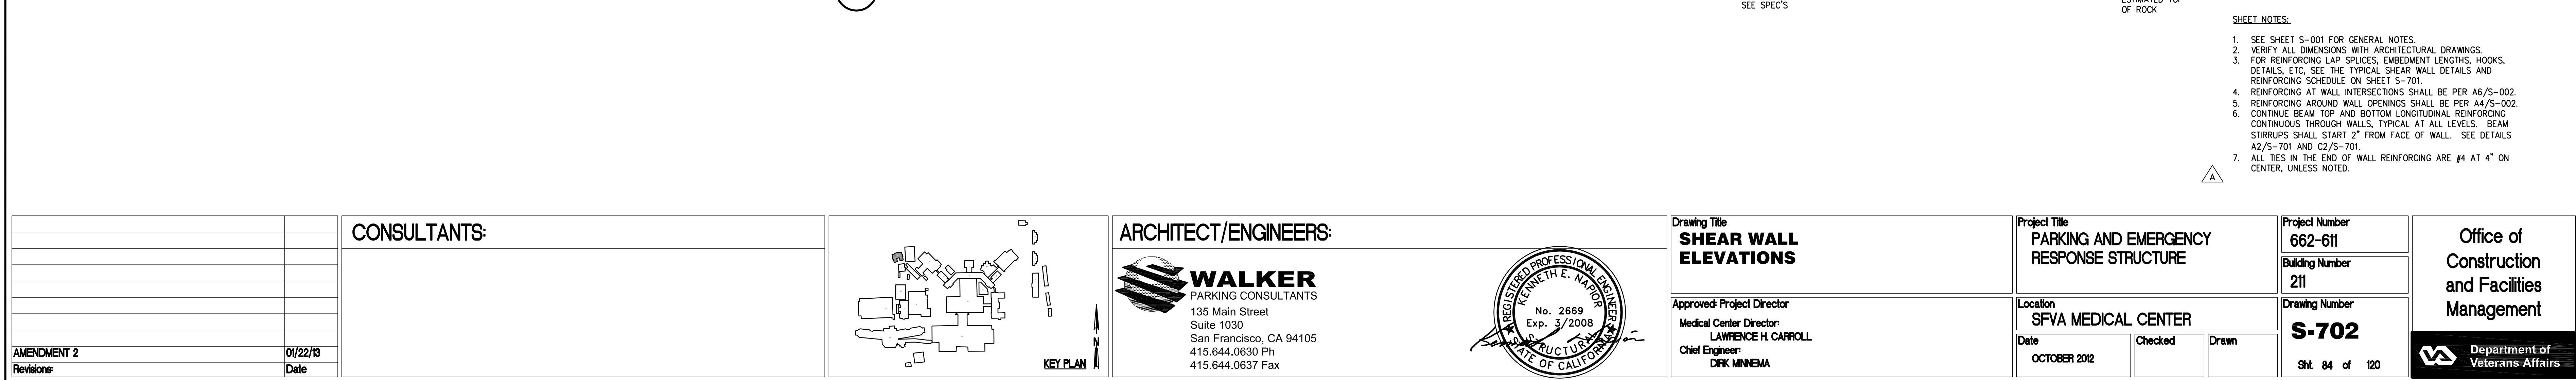 SEE SPEC'S
ESTIMATED TOP
OF ROCK
SHEET NOTES:
1. SEE SHEET S-001 FOR GENERAL NOTES.
2. VERIFY ALL DIMENSIONS WITH ARCHITECTURAL DRAWINGS.
3. FOR REINFORCING LAP SPLICES, EMBEDMENT LENGTHS, HOOKS,
DETAILS, ETC, SEE THE TYPICAL SHEAR WALL DETAILS AND
REINFORCING SCHEDULE ON SHEET S-701.
4. REINFORCING AT WALL INTERSECTIONS SHALL BE PER A6/S-002.
5. REINFORCING AROUND WALL OPENINGS SHALL BE PER A4/S-002.
6. CONTINUE BEAM TOP AND BOTTOM LONGITUDINAL REINFORCING
CONTINUOUS THROUGH WALLS, TYPICAL AT ALL LEVELS. BEAM
STIRRUPS SHALL START 2" FROM FACE OF WALL. SEE DETAILS
A2/S-701 AND C2/S-701.
7. ALL TIES IN THE END OF WALL REINFORCING ARE #4 AT 4" ON
CENTER, UNLESS NOTED.
A
AMENDMENT 2 01/22/13
Revisions: Date
CONSULTANTS:
N
KEY PLAN
ARCHITECT/ENGINEERS:
WALKER
PARKING CONSULTANTS
135 Main Street
Suite 1030
San Francisco, CA 94105
415.644.0630 Ph
415.644.0637 Fax
REGISTERED PROFESSIONAL ENGINEER
KENNETH E. NAPIOR
No. 2669
Exp. 3/2008
STRUCTURAL
STATE OF CALIFORNIA
Drawing Title
SHEAR WALL
ELEVATIONS
Approved: Project Director
Medical Center Director:
LAWRENCE H. CARROLL
Chief Engineer:
DIRK MINNEMA
Project Title
PARKING AND EMERGENCY
RESPONSE STRUCTURE
Location
SFVA MEDICAL CENTER
Date
OCTOBER 2012
Checked
Drawn
Project Number
662-611
Building Number
211
Drawing Number
S-702
Sht. 84 of 120
Office of
Construction
and Facilities
Management
VA
Department of
Veterans Affairs